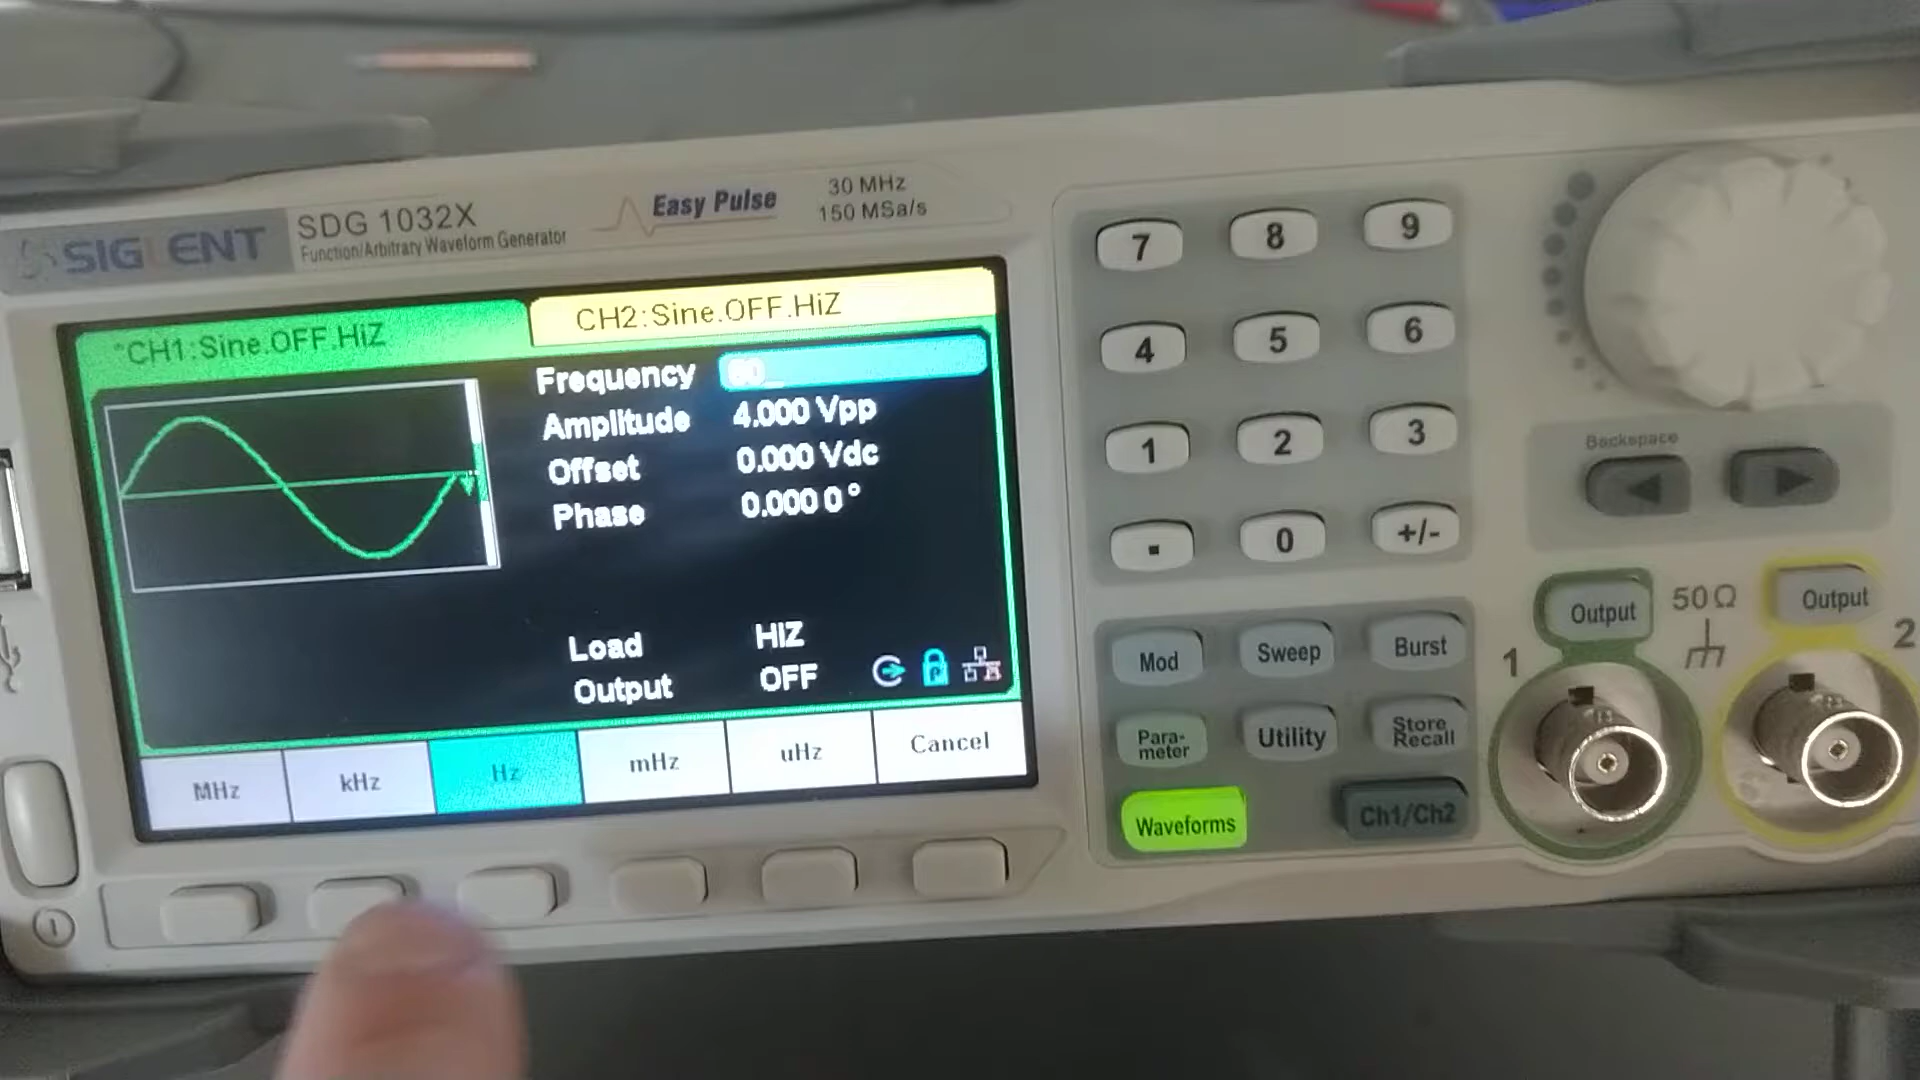 SIGLENT
SDG 1032X
Function/Arbitrary Waveform Generator
Easy Pulse
30 MHz
150 MSa/s
CH1:Sine.OFF.HiZ
CH2:Sine.OFF.HiZ
Frequency
Amplitude 4.000 Vpp
Offset 0.000 Vdc
Phase 0.000 0°
Load HIZ
Output OFF
MHz kHz Hz mHz uHz Cancel
7 8 9
4 5 6
1 2 3
. 0 +/-
Backspace
Mod Sweep Burst
Para-
meter
Utility
Store
Recall
Waveforms Ch1/Ch2
Output 50Ω Output
1 2